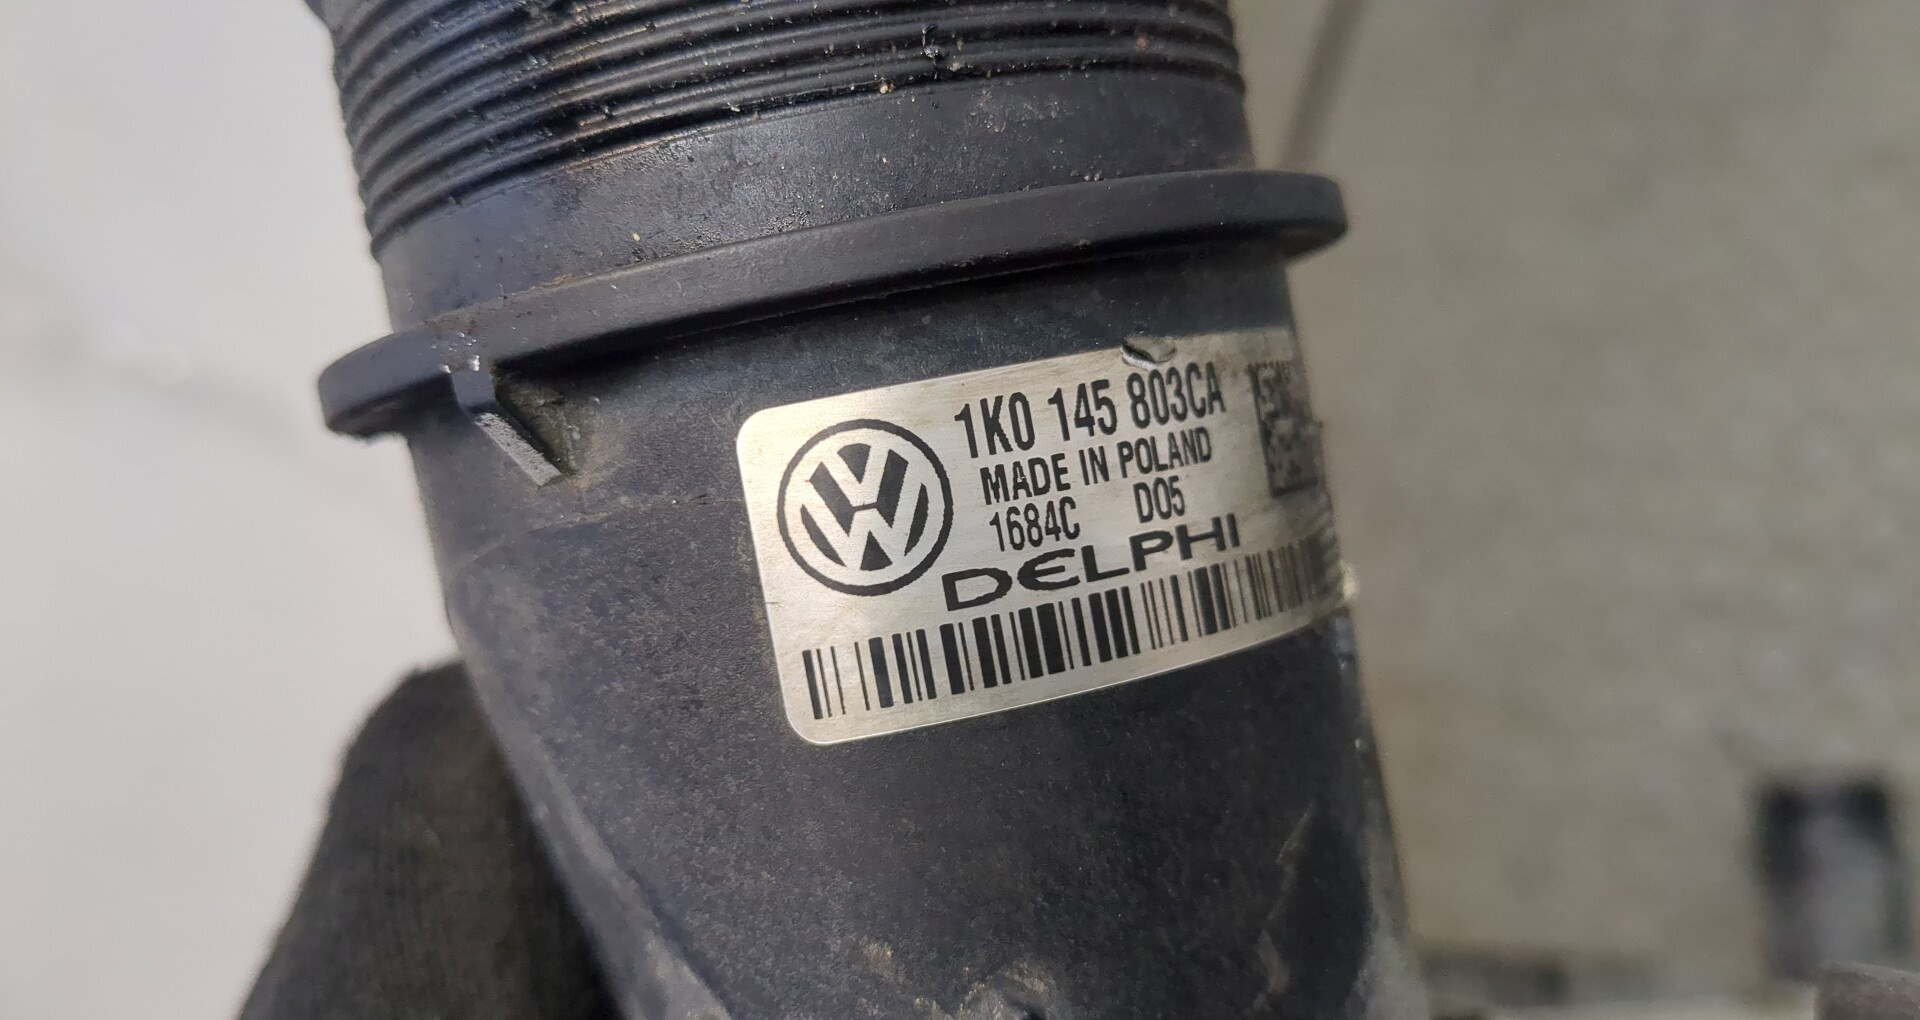 1K0 145 803CA
MADE IN POLAND
1684C D05
DELPHI